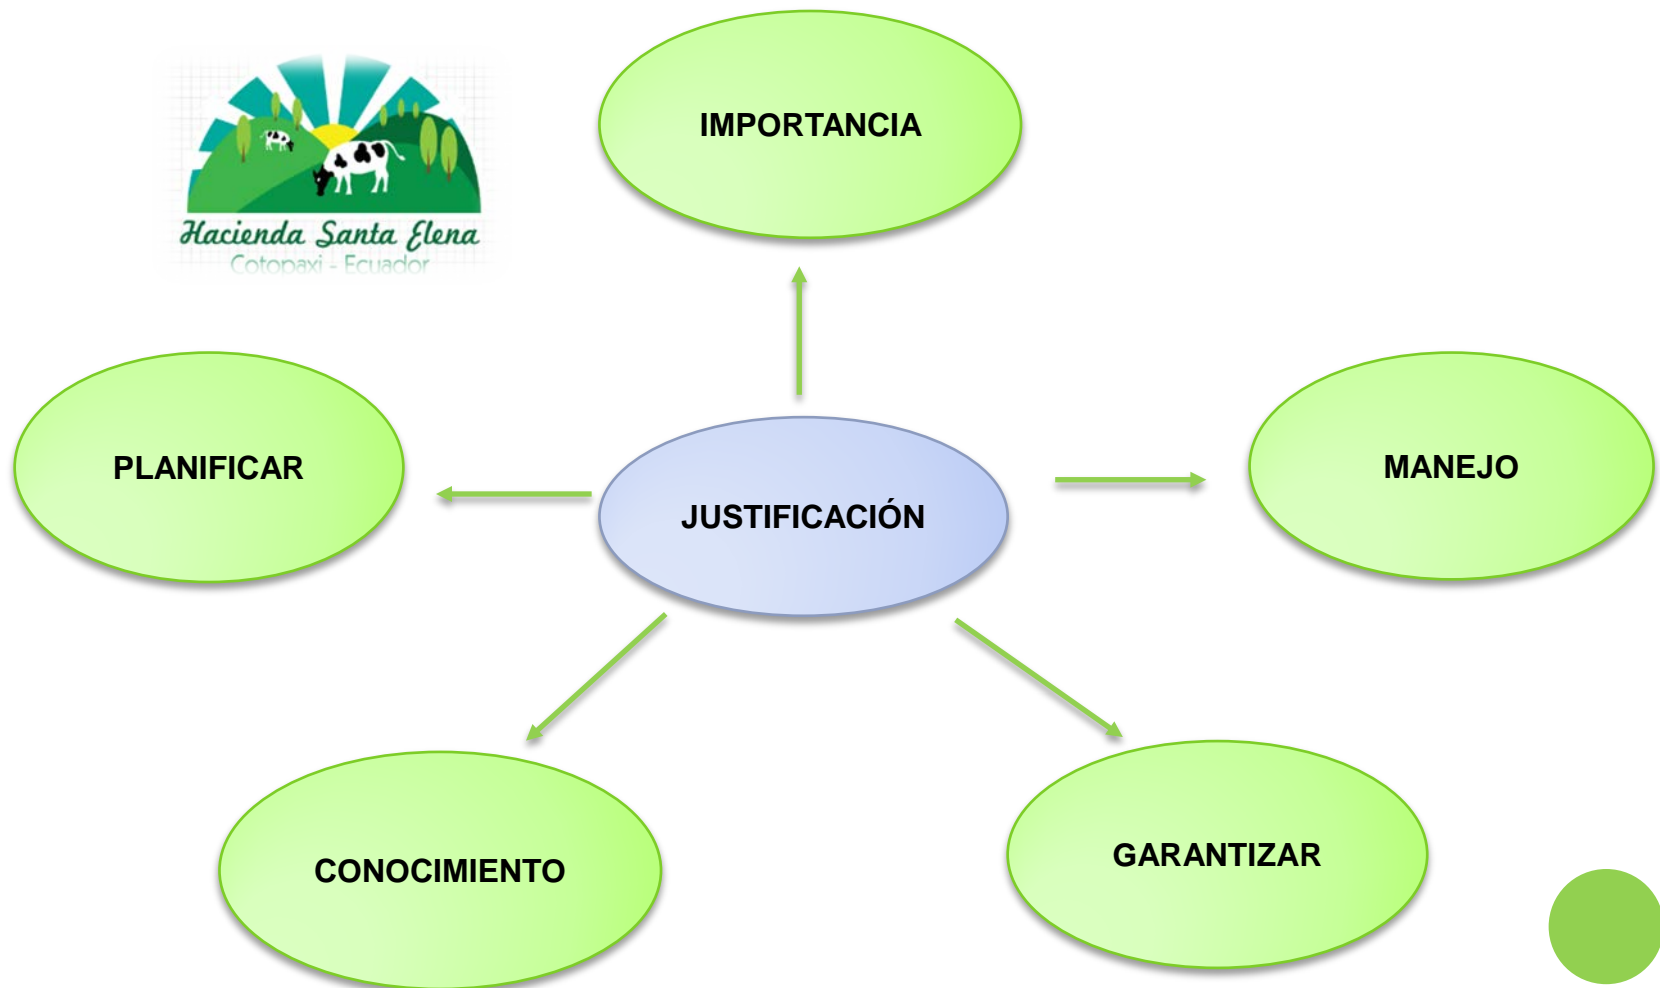 Hacienda Santa Elena
Cotopaxi - Ecuador
IMPORTANCIA
PLANIFICAR
MANEJO
JUSTIFICACIÓN
CONOCIMIENTO
GARANTIZAR